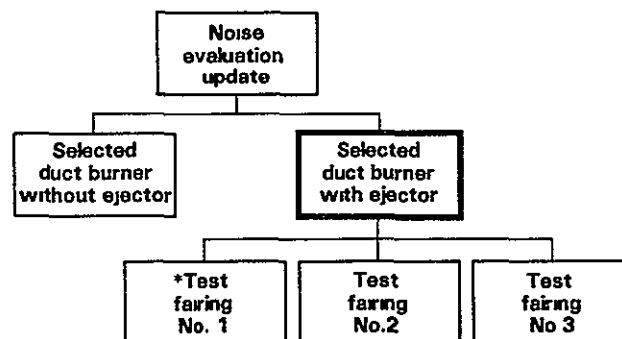 Noise
evaluation
update
Selected
duct burner
without ejector
Selected
duct burner
with ejector
*Test
fairing
No. 1
Test
fairing
No.2
Test
fairing
No 3